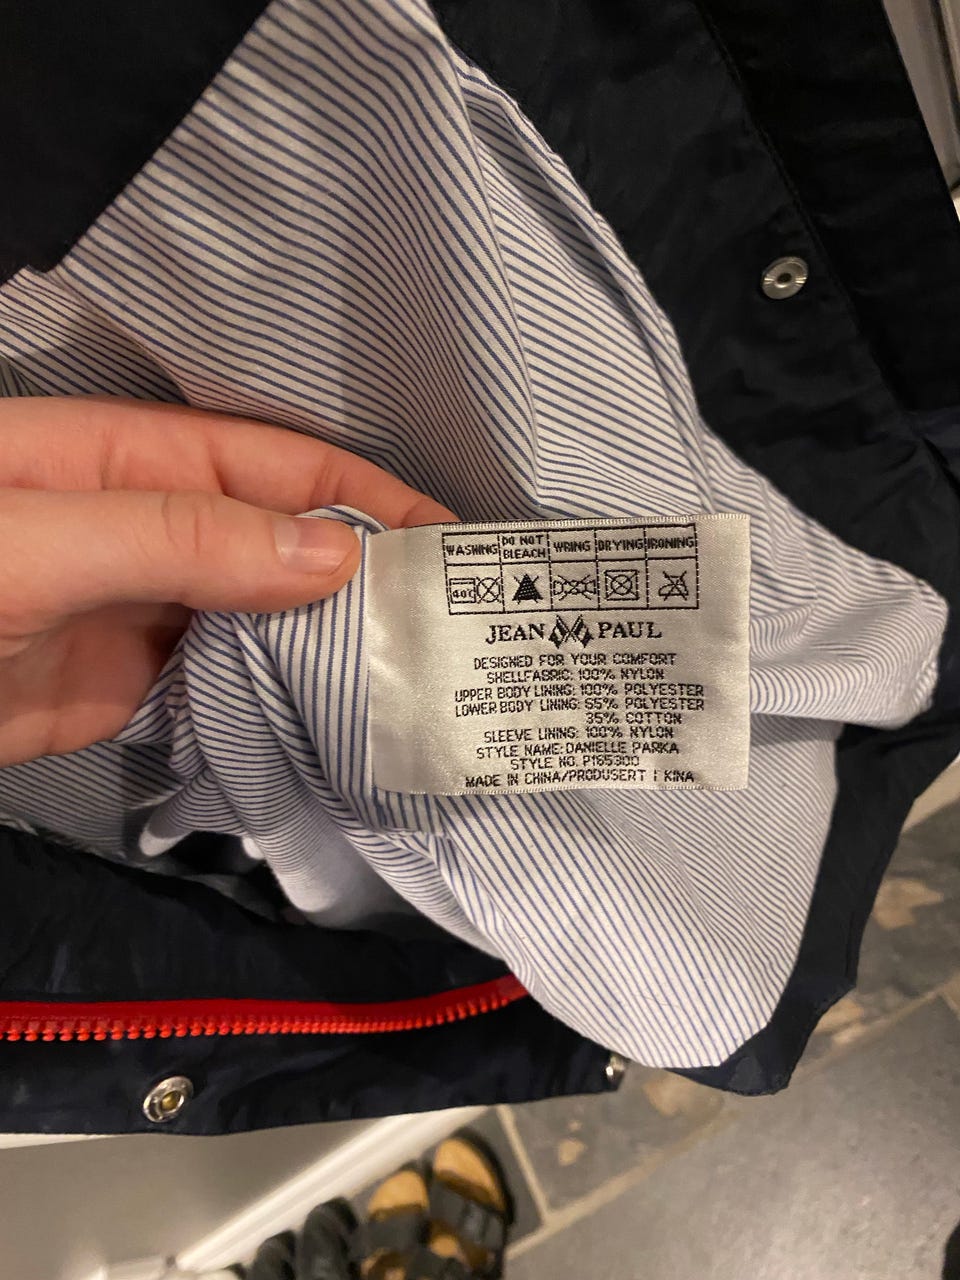 WASHING DO NOT BLEACH WRING DRYING IRONING
40C
JEAN PAUL
DESIGNED FOR YOUR COMFORT
SHELLFABRIC: 100% NYLON
UPPER BODY LINING: 100% POLYESTER
LOWER BODY LINING: 65% POLYESTER
35% COTTON
SLEEVE LINING: 100% NYLON
STYLE NAME: DANIELLE PARKA
STYLE NO. P165300
MADE IN CHINA/PRODUSERT I KINA